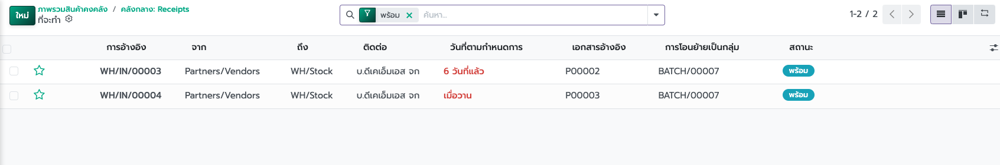 ใหม่
ภาพรวมสินค้าคงคลัง / คลังกลาง: Receipts
ที่จะทำ
พร้อม ค้นหา...
1-2 / 2
การอ้างอิง จาก ถึง ติดต่อ วันที่ตามกำหนดการ เอกสารอ้างอิง การโอนย้ายเป็นกลุ่ม สถานะ
WH/IN/00003 Partners/Vendors WH/Stock บ.ดีเคเอ็มเอส จก 6 วันที่แล้ว P00002 BATCH/00007 พร้อม
WH/IN/00004 Partners/Vendors WH/Stock บ.ดีเคเอ็มเอส จก เมื่อวาน P00003 BATCH/00007 พร้อม